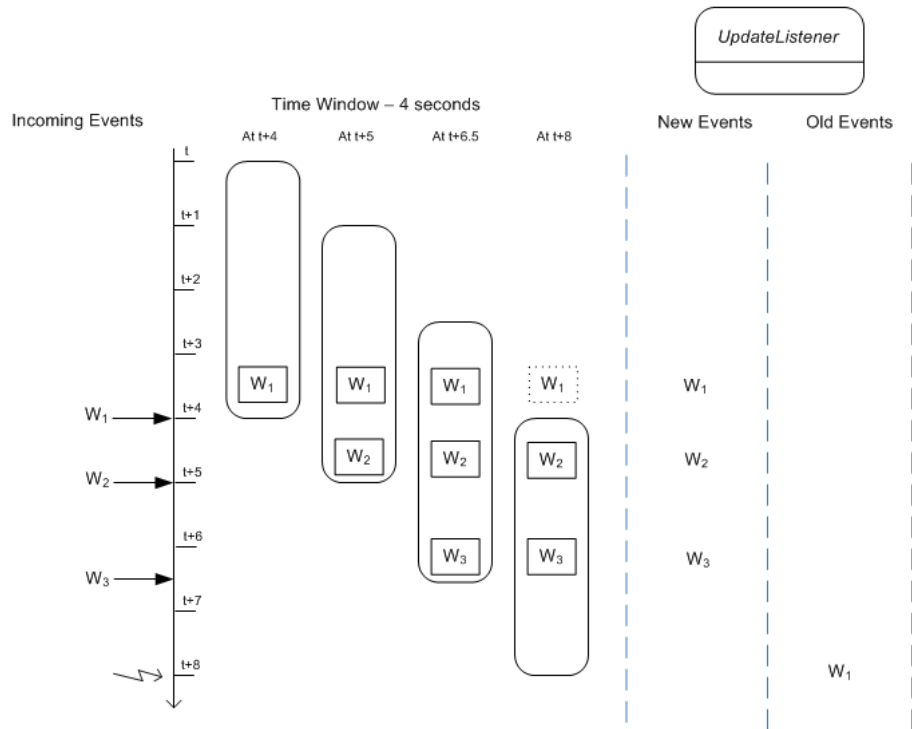 UpdateListener
Time Window – 4 seconds
Incoming Events
New Events
Old Events
At t+4
At t+5
At t+6.5
At t+8
t
t+1
t+2
t+3
W₁
W₁
W₁
W₁
W₁
W₁
t+4
W₂
W₂
W₂
W₂
W₂
t+5
t+6
W₃
W₃
W₃
W₃
t+7
t+8
W₁